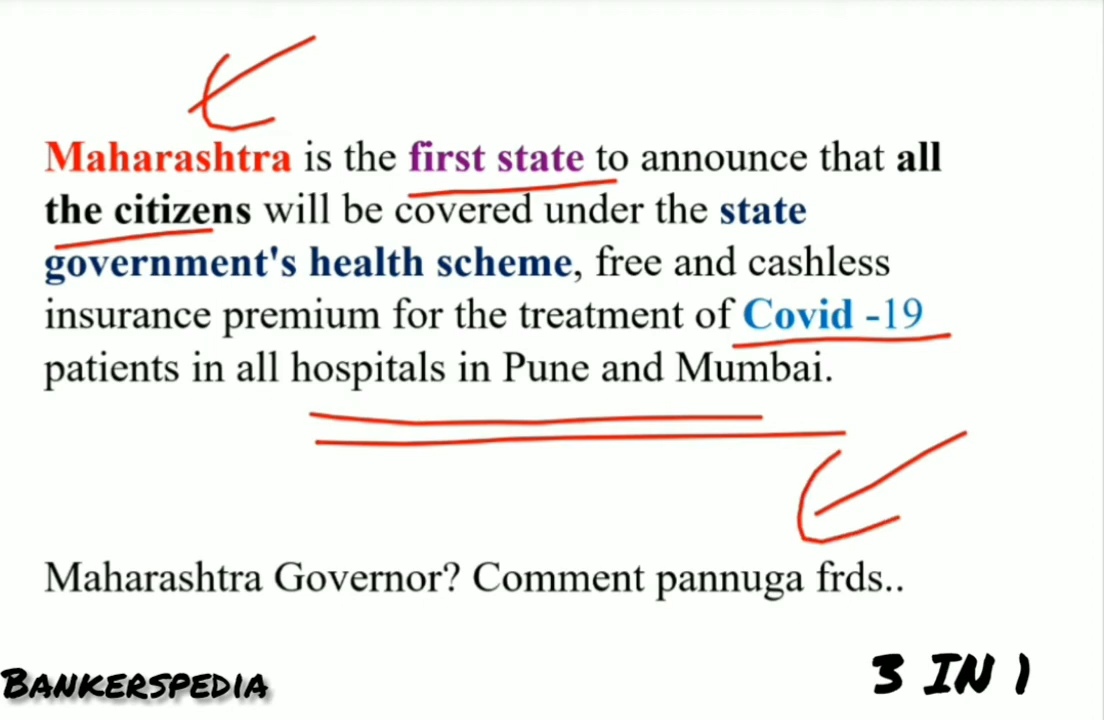 Maharashtra is the first state to announce that all
the citizens will be covered under the state
government's health scheme, free and cashless
insurance premium for the treatment of Covid -19
patients in all hospitals in Pune and Mumbai.
Maharashtra Governor? Comment pannuga frds..
BANKERSPEDIA
3 IN 1